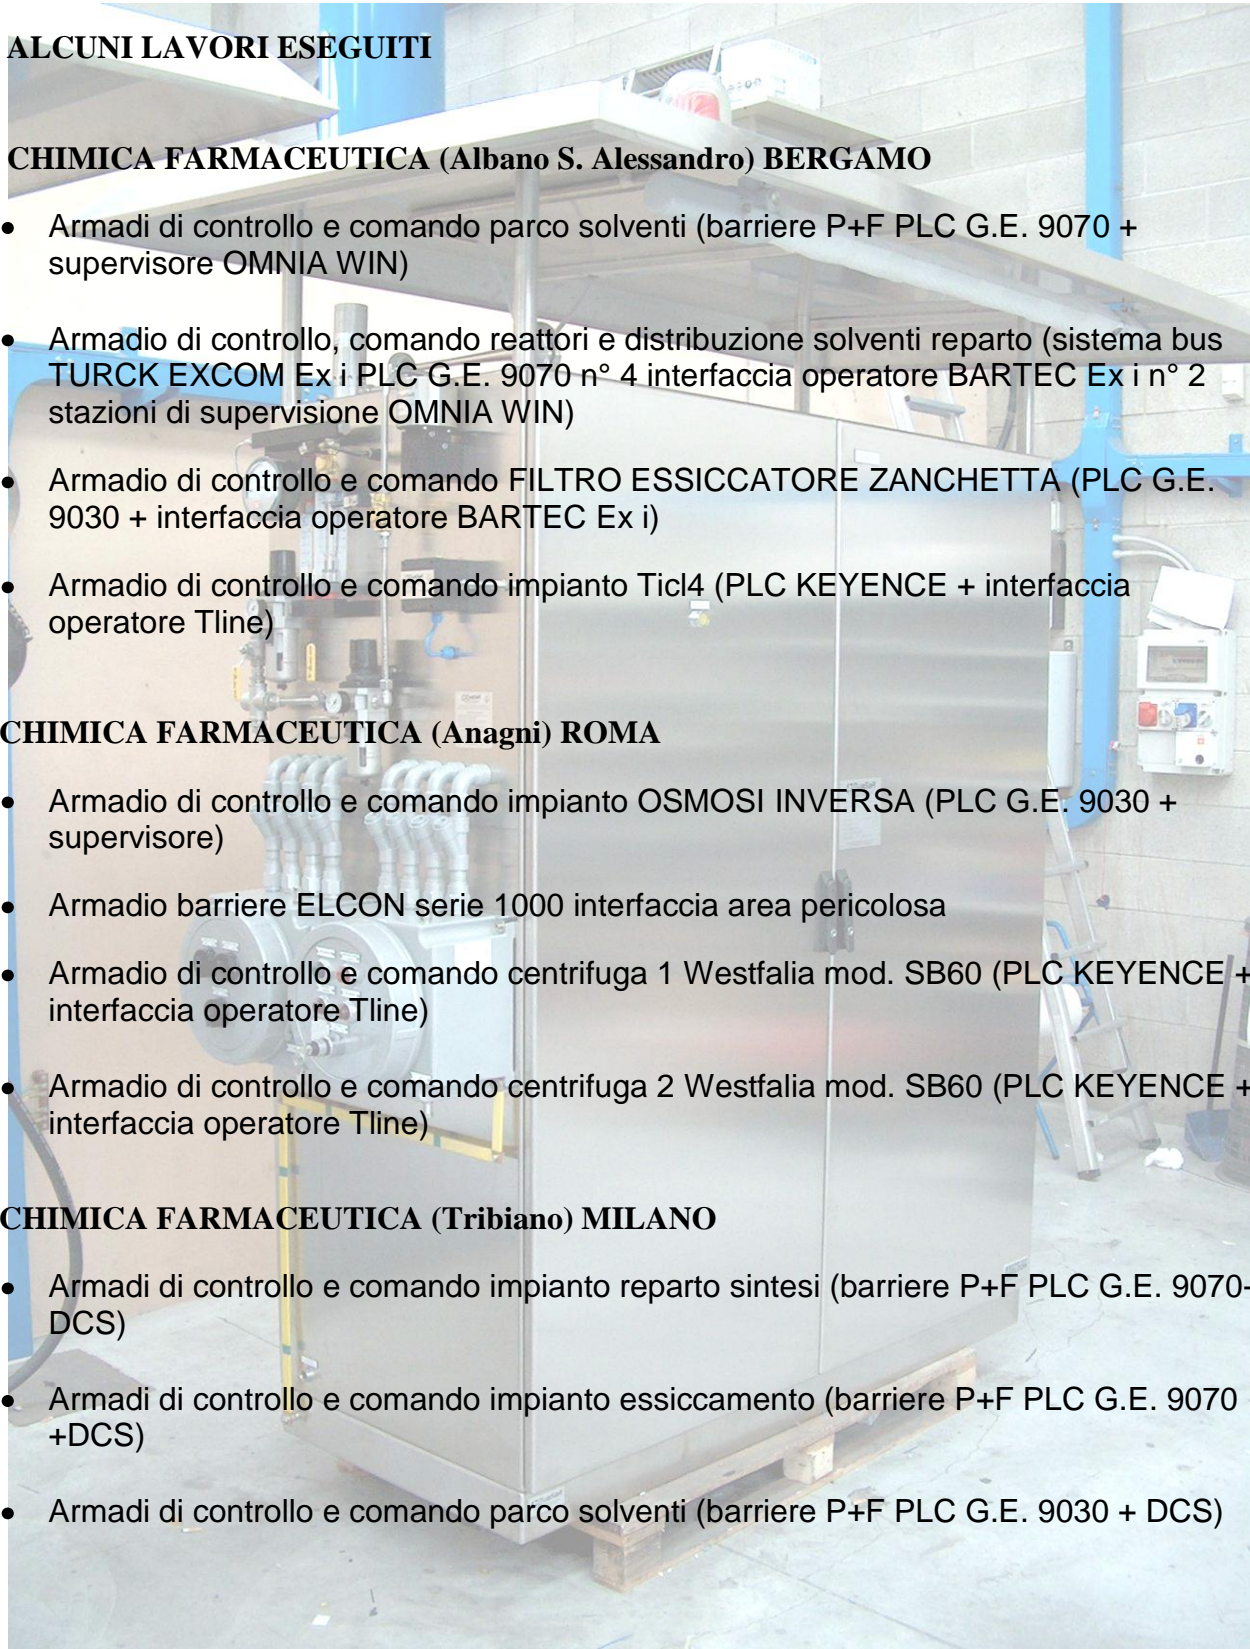 ALCUNI LAVORI ESEGUITI
CHIMICA FARMACEUTICA (Albano S. Alessandro) BERGAMO
• Armadi di controllo e comando parco solventi (barriere P+F PLC G.E. 9070 +
supervisore OMNIA WIN)
• Armadio di controllo, comando reattori e distribuzione solventi reparto (sistema bus
TURCK EXCOM Ex i PLC G.E. 9070 n° 4 interfaccia operatore BARTEC Ex i n° 2
stazioni di supervisione OMNIA WIN)
• Armadio di controllo e comando FILTRO ESSICCATORE ZANCHETTA (PLC G.E.
9030 + interfaccia operatore BARTEC Ex i)
• Armadio di controllo e comando impianto Ticl4 (PLC KEYENCE + interfaccia
operatore Tline)
CHIMICA FARMACEUTICA (Anagni) ROMA
• Armadio di controllo e comando impianto OSMOSI INVERSA (PLC G.E. 9030 +
supervisore)
• Armadio barriere ELCON serie 1000 interfaccia area pericolosa
• Armadio di controllo e comando centrifuga 1 Westfalia mod. SB60 (PLC KEYENCE +
interfaccia operatore Tline)
• Armadio di controllo e comando centrifuga 2 Westfalia mod. SB60 (PLC KEYENCE +
interfaccia operatore Tline)
CHIMICA FARMACEUTICA (Tribiano) MILANO
• Armadi di controllo e comando impianto reparto sintesi (barriere P+F PLC G.E. 9070-
DCS)
• Armadi di controllo e comando impianto essiccamento (barriere P+F PLC G.E. 9070
+DCS)
• Armadi di controllo e comando parco solventi (barriere P+F PLC G.E. 9030 + DCS)